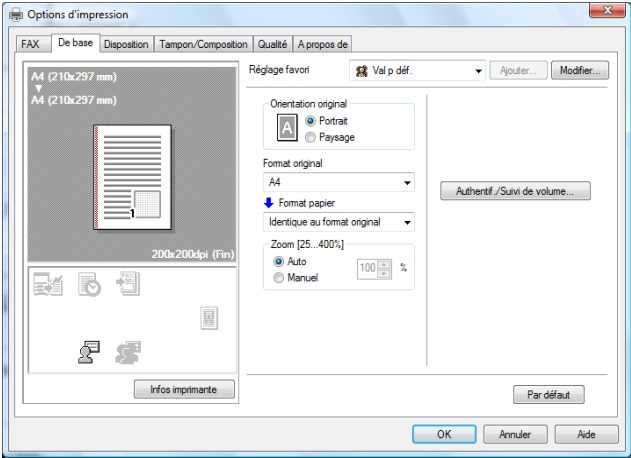 Options d'impression
FAX De base Disposition Tampon/Composition Qualité A propos de
A4 (210x297 mm)
A4 (210x297 mm)
1
200x200dpi (Fin)
Infos imprimante
Réglage favori Val p déf. Ajouter... Modifier...
Orientation original
A
Portrait
Paysage
Format original
A4
Format papier
Identique au format original
Zoom [25...400%]
Auto
Manuel
100 %
Authentif./Suivi de volume...
Par défaut
OK Annuler Aide